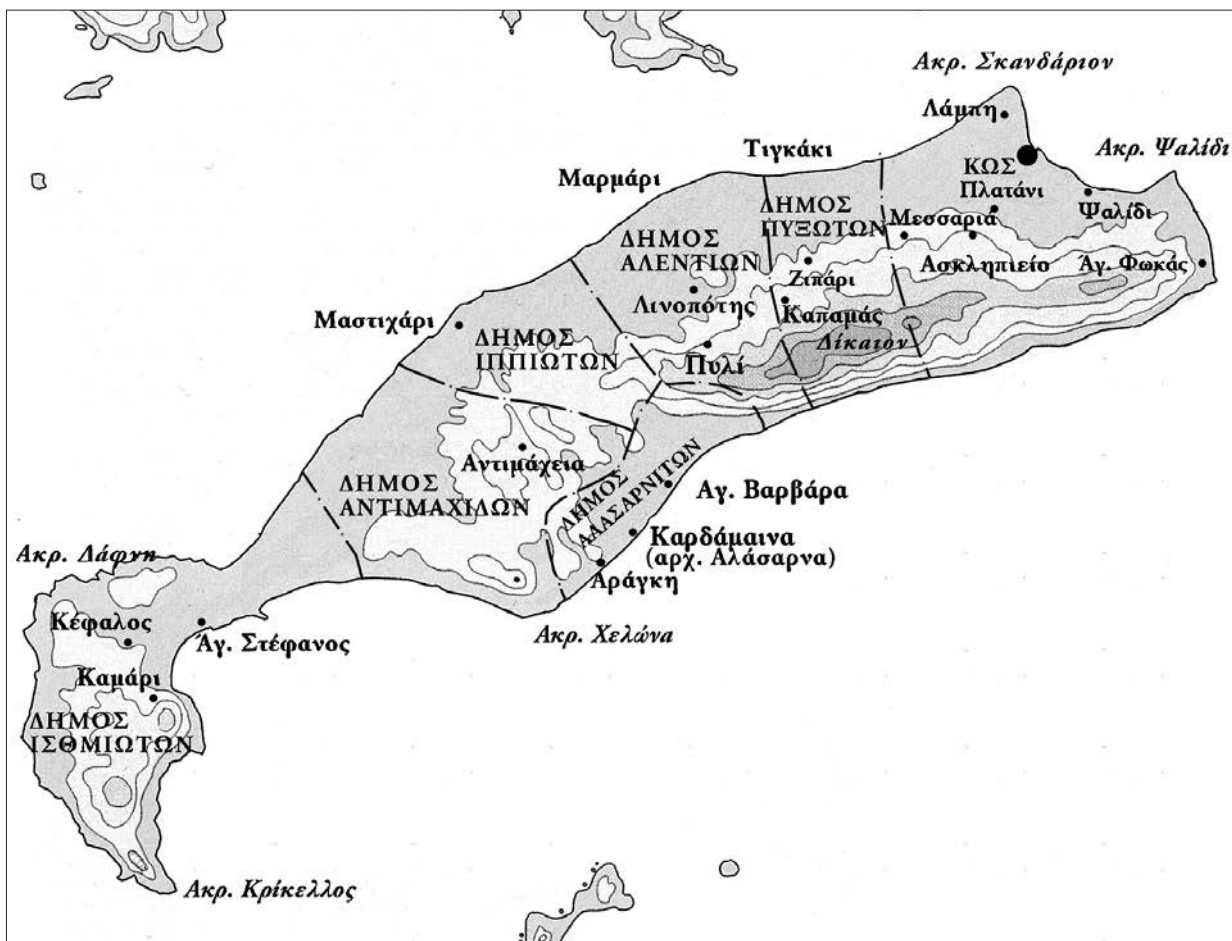 Ακρ. Σκανδάριον
Λάμπη
Ακρ. Ψαλίδι
Τιγκάκι
ΚΩΣ
Πλατάνι
Μαρμάρι
Ψαλίδι
ΔΗΜΟΣ
ΠΥΞΩΤΩΝ
Μεσσαριά
ΔΗΜΟΣ
ΑΛΕΝΤΙΩΝ
Ασκληπιείο
Άγ. Φωκάς
Ζιπάρι
Λινοπότης
Καπαμάς
Μαστιχάρι
ΔΗΜΟΣ
ΙΠΠΙΩΤΩΝ
Δίκαιον
Πυλί
Αντιμάχεια
ΔΗΜΟΣ
ΑΝΤΙΜΑΧΙΔΩΝ
ΔΗΜΟΣ
ΑΛΑΣΑΡΝΙΤΩΝ
Αγ. Βαρβάρα
Καρδάμαινα
(αρχ. Αλάσαρνα)
Ακρ. Δάφνη
Αράγκη
Κέφαλος
Άγ. Στέφανος
Ακρ. Χελώνα
Καμάρι
ΔΗΜΟΣ
ΙΣΘΜΙΩΤΩΝ
Ακρ. Κρίκελλος